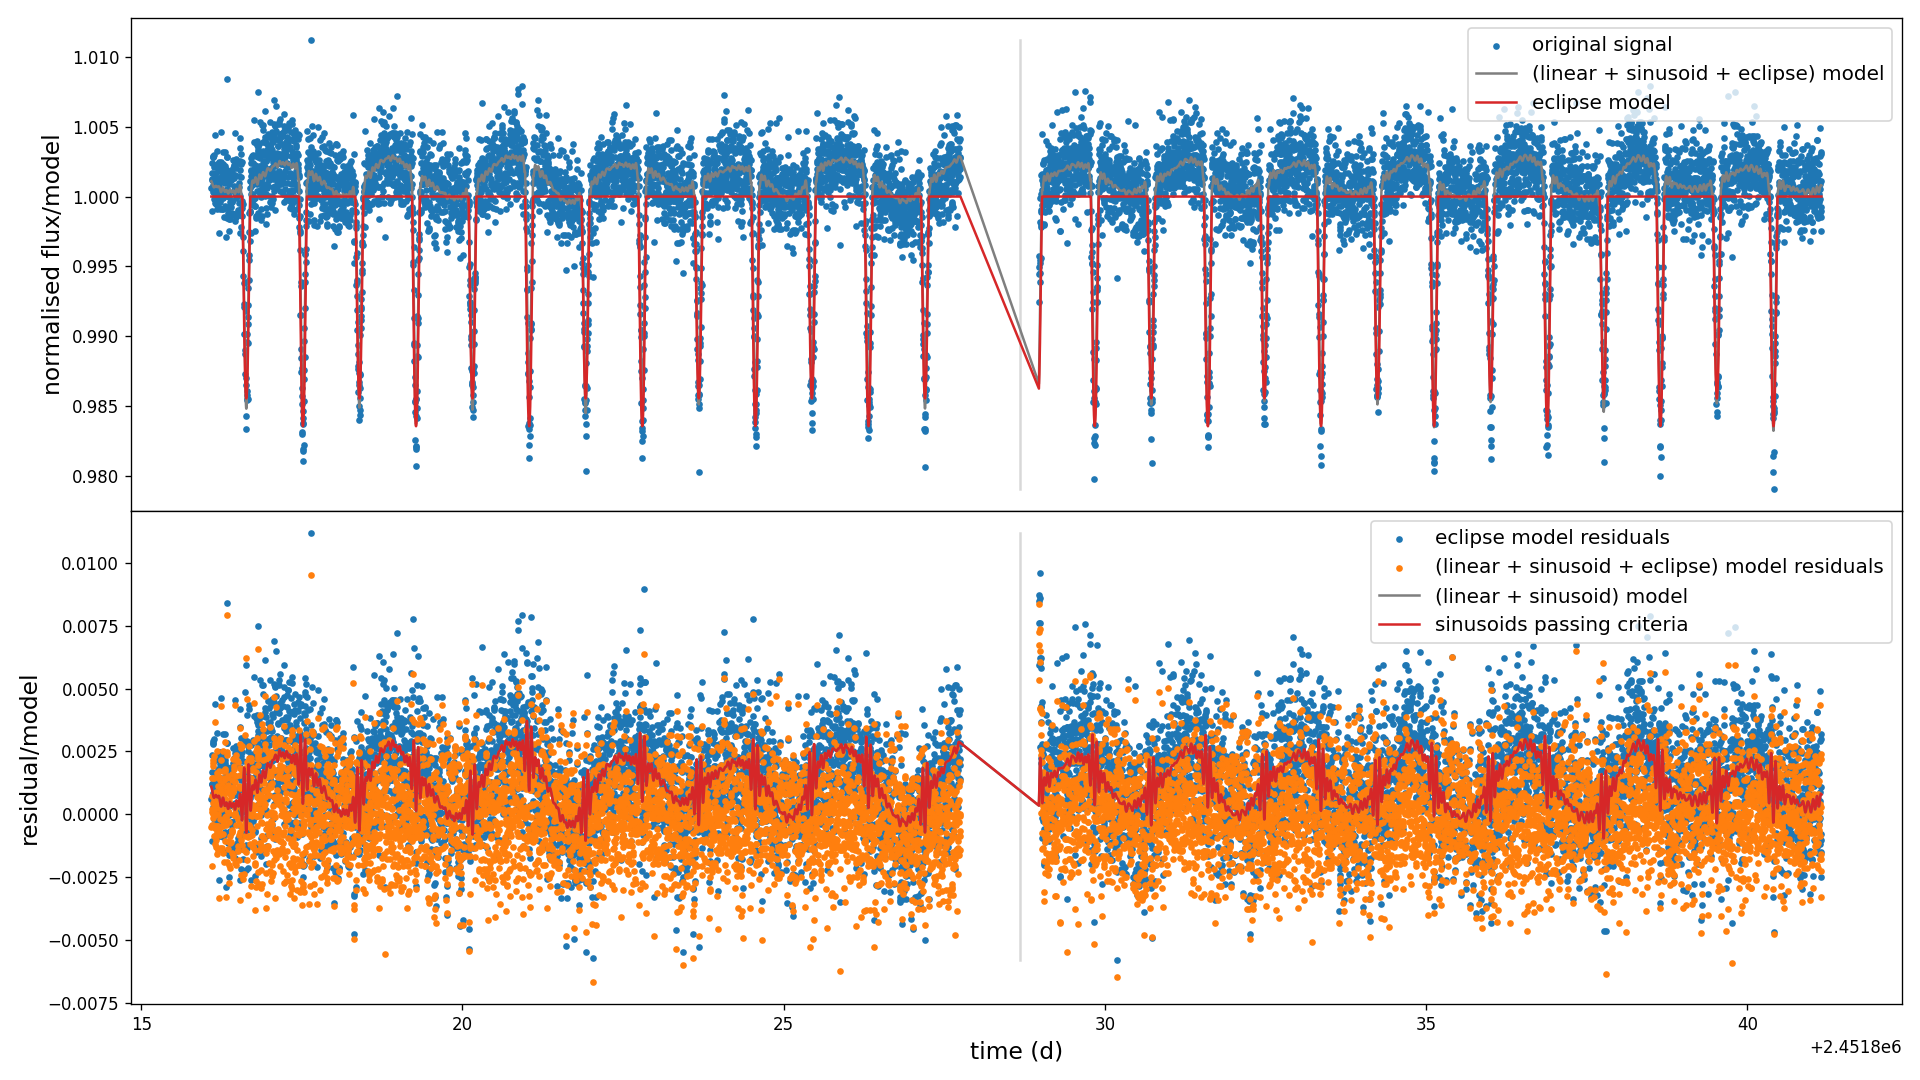 normalised flux/model
1.010
1.005
1.000
0.995
0.990
0.985
0.980
original signal
(linear + sinusoid + eclipse) model
eclipse model
residual/model
0.0100
0.0075
0.0050
0.0025
0.0000
−0.0025
−0.0050
−0.0075
eclipse model residuals
(linear + sinusoid + eclipse) model residuals
(linear + sinusoid) model
sinusoids passing criteria
15 20 25 30 35 40
time (d)
+2.4518e6